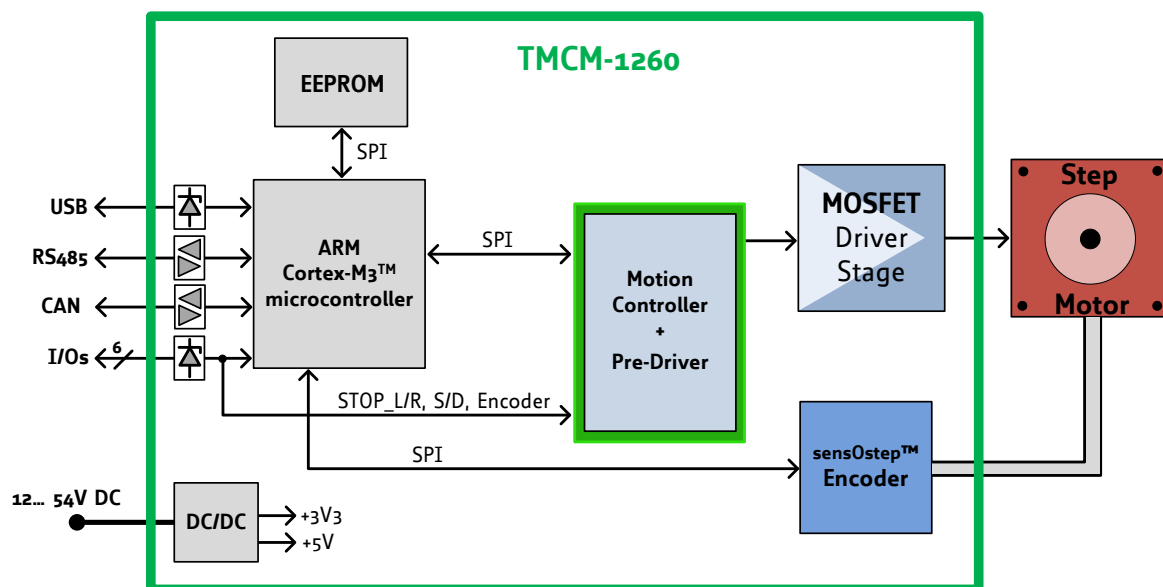 TMCM-1260
EEPROM
SPI
USB
RS485
CAN
I/Os
6
ARM
Cortex-M3™
microcontroller
SPI
Motion
Controller
+
Pre-Driver
MOSFET
Driver
Stage
Step
Motor
STOP_L/R, S/D, Encoder
SPI
sensOstep™
Encoder
12... 54V DC
DC/DC
+3V3
+5V